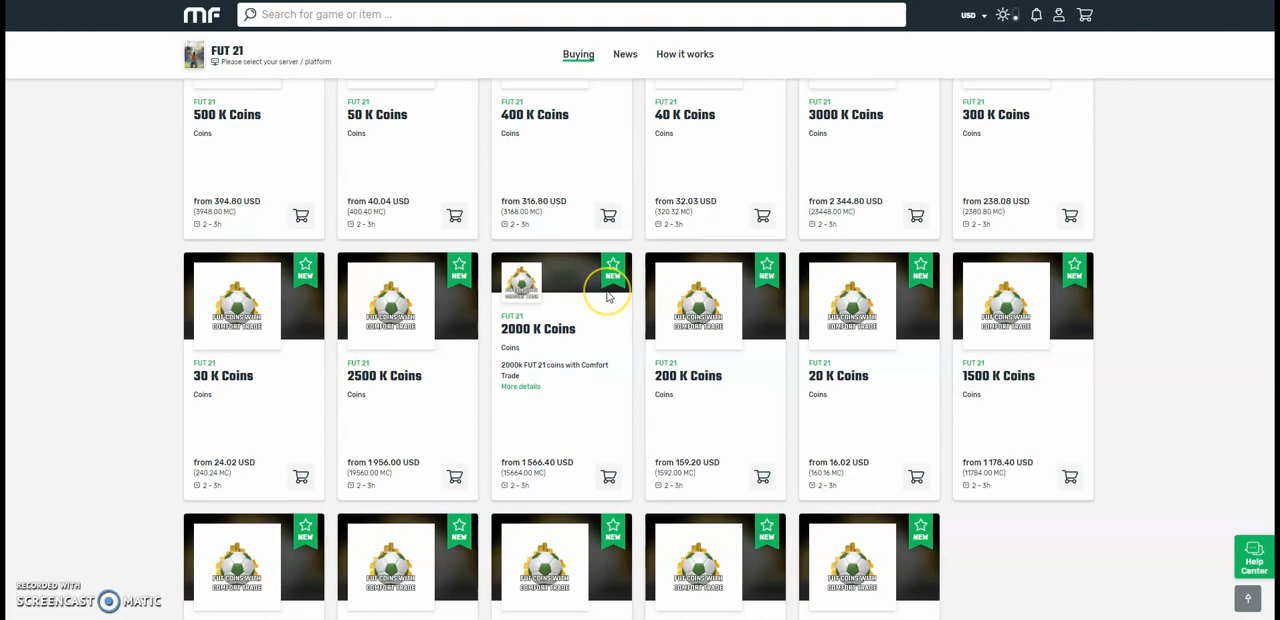 MF
Search for game or item ...
USD
FUT 21
Please select your server / platform
Buying
News
How it works
FUT 21
500 K Coins
Coins
from 394.80 USD
(3948.00 MC)
2 - 3h
FUT 21
50 K Coins
Coins
from 40.04 USD
(400.40 MC)
2 - 3h
FUT 21
400 K Coins
Coins
from 316.80 USD
(3168.00 MC)
2 - 3h
FUT 21
40 K Coins
Coins
from 32.03 USD
(320.32 MC)
2 - 3h
FUT 21
3000 K Coins
Coins
from 2 344.80 USD
(23448.00 MC)
2 - 3h
FUT 21
300 K Coins
Coins
from 238.08 USD
(2380.80 MC)
2 - 3h
NEW
FUT COINS WITH
COMFORT TRADE
FUT 21
30 K Coins
Coins
from 24.02 USD
(240.24 MC)
2 - 3h
NEW
FUT COINS WITH
COMFORT TRADE
FUT 21
2500 K Coins
Coins
from 1 956.00 USD
(19560.00 MC)
2 - 3h
NEW
FUT COINS WITH
COMFORT TRADE
FUT 21
2000 K Coins
Coins
2000k FUT 21 coins with Comfort
Trade
More details
from 1 566.40 USD
(15664.00 MC)
2 - 3h
NEW
FUT COINS WITH
COMFORT TRADE
FUT 21
200 K Coins
Coins
from 159.20 USD
(1592.00 MC)
2 - 3h
NEW
FUT COINS WITH
COMFORT TRADE
FUT 21
20 K Coins
Coins
from 16.02 USD
(160.16 MC)
2 - 3h
NEW
FUT COINS WITH
COMFORT TRADE
FUT 21
1500 K Coins
Coins
from 1 178.40 USD
(11784.00 MC)
2 - 3h
NEW
FUT COINS WITH
COMFORT TRADE
NEW
FUT COINS WITH
COMFORT TRADE
NEW
FUT COINS WITH
COMFORT TRADE
NEW
FUT COINS WITH
COMFORT TRADE
NEW
FUT COINS WITH
COMFORT TRADE
Help
Center
RECORDED WITH
SCREENCAST MATIC